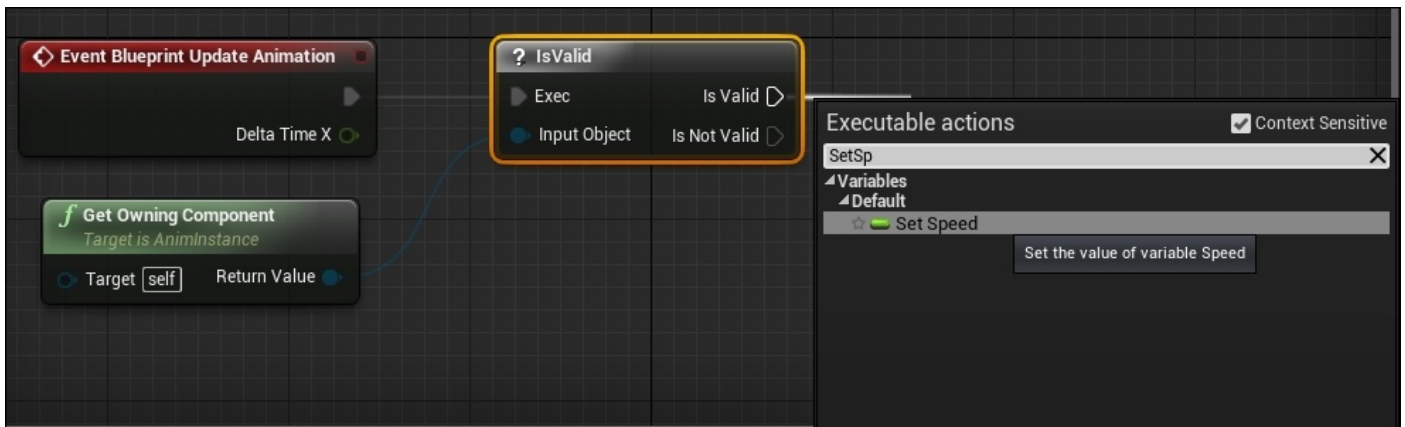 Event Blueprint Update Animation
Delta Time X
? IsValid
Exec
Is Valid
Input Object
Is Not Valid
f Get Owning Component
Target is AnimInstance
Target self
Return Value
Executable actions
Context Sensitive
SetSp
Variables
Default
Set Speed
Set the value of variable Speed